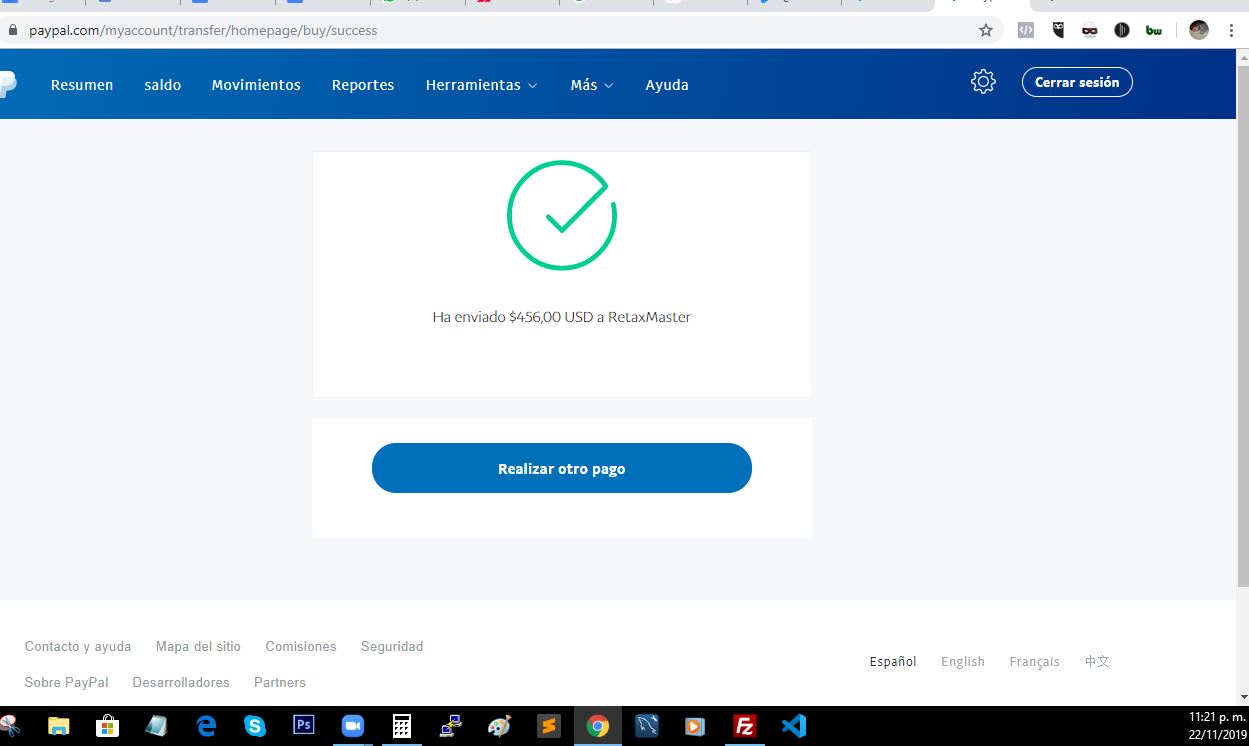 paypal.com/myaccount/transfer/homepage/buy/success
bw
Resumen saldo Movimientos Reportes Herramientas Más Ayuda Cerrar sesión
Ha enviado $456,00 USD a RetaxMaster
Realizar otro pago
Contacto y ayuda Mapa del sitio Comisiones Seguridad
Español English Français 中文
Sobre PayPal Desarrolladores Partners
Ps
Fz
11:21 p. m.
22/11/2019